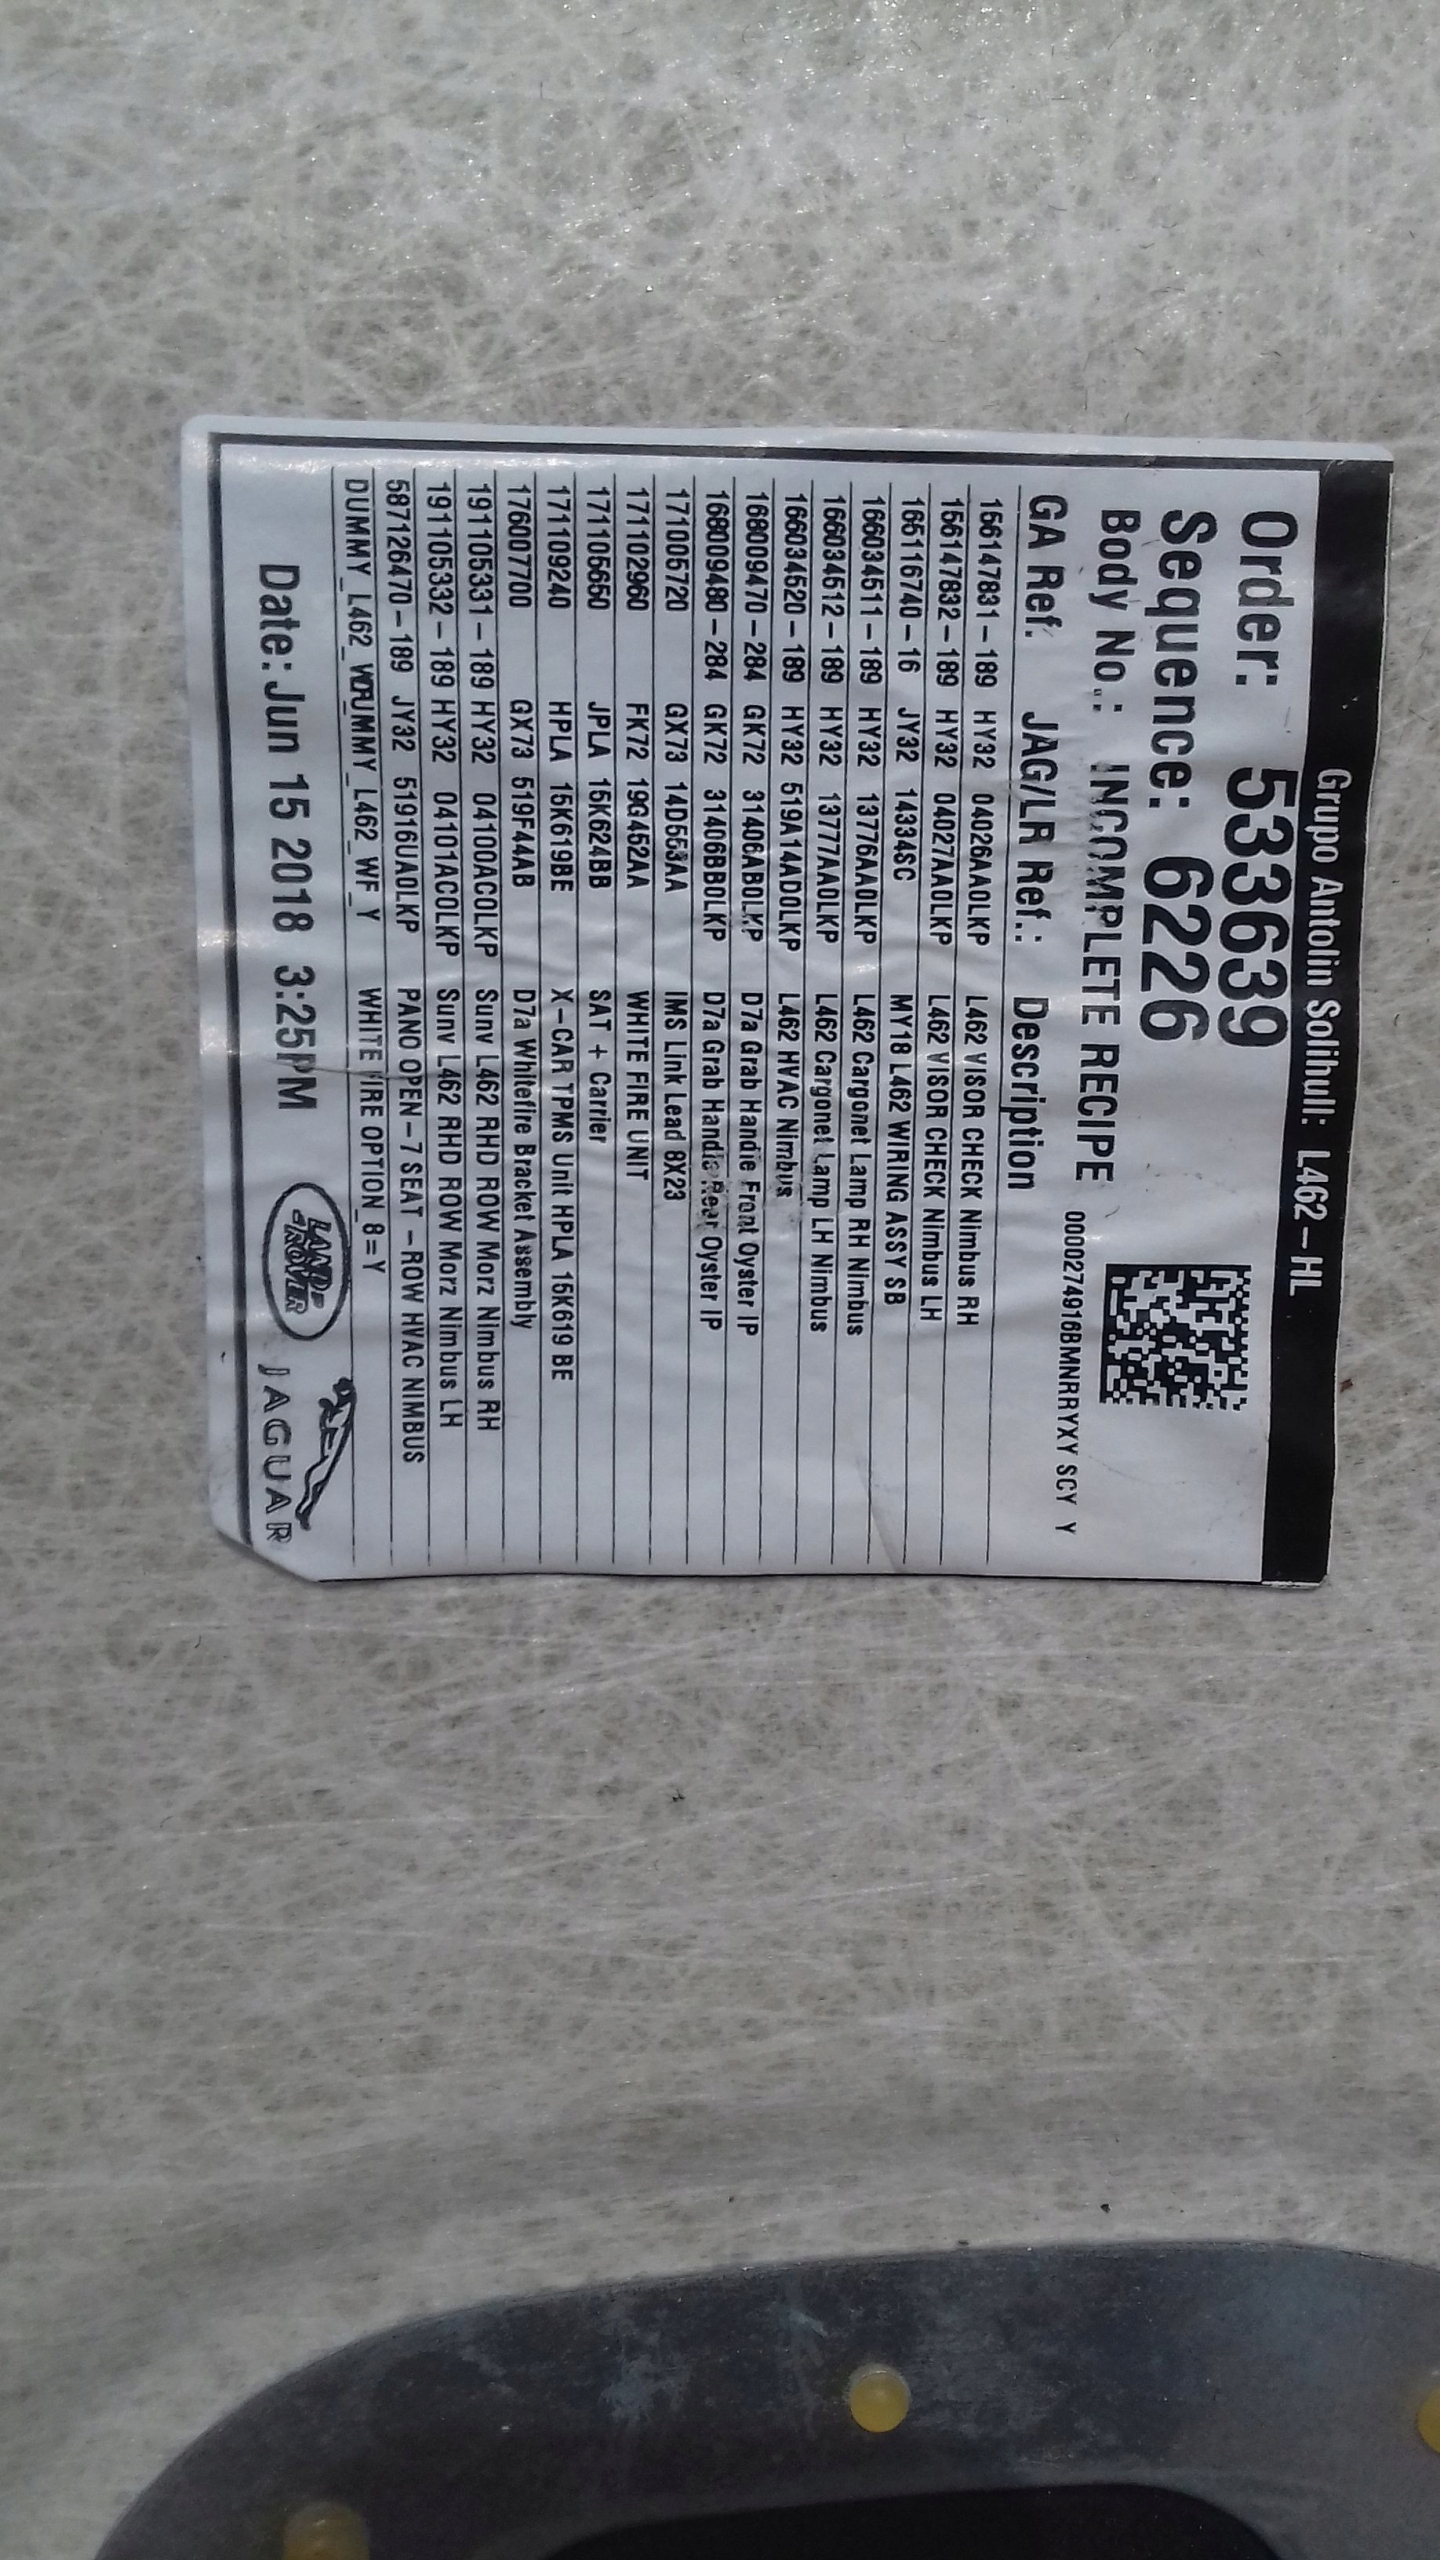 Grupo Antolin Solihull: L462-HL
Order: 533639
Sequence: 6226
Body No.: INCOMPLETE RECIPE 0000274916BMNRRYXY SCY Y
GA Ref. JAG/LR Ref.: Description
156147831-189 HY32 04026AA0LKP L462 VISOR CHECK Nimbus RH
156147832-189 HY32 04027AA0LKP L462 VISOR CHECK Nimbus LH
165116740-16 JY32 14334SC MY18 L462 WIRING ASSY SB
166034511-189 HY32 13776AA0LKP L462 Cargonet Lamp RH Nimbus
166034512-189 HY32 13777AA0LKP L462 Cargonet Lamp LH Nimbus
166034520-189 HY32 519A14AD0LKP L462 HVAC Nimbus
168009470-284 GK72 31406AB0LKP D7a Grab Handle Front Oyster IP
168009480-284 GK72 31406BB0LKP D7a Grab Handle Rear Oyster IP
171005720 GX73 14D553AA IMS Link Lead 8X23
171102960 FK72 19G452AA WHITE FIRE UNIT
171105650 JPLA 15K624BB SAT + Carrier
171109240 HPLA 15K619BE X-CAR TPMS Unit HPLA 15K619 BE
176007700 GX73 519F44AB D7a Whitefire Bracket Assembly
191105331-189 HY32 04100AC0LKP Sunv L462 RHD ROW Morz Nimbus RH
191105332-189 HY32 04101AC0LKP Sunv L462 RHD ROW Morz Nimbus LH
587126470-189 JY32 51916UA0LKP PANO OPEN-7 SEAT - ROW HVAC NIMBUS
DUMMY_L462_WF DUMMY_L462_WF_Y WHITE FIRE OPTION_8=Y
Date: Jun 15 2018 3:25PM LAND ROVER JAGUAR